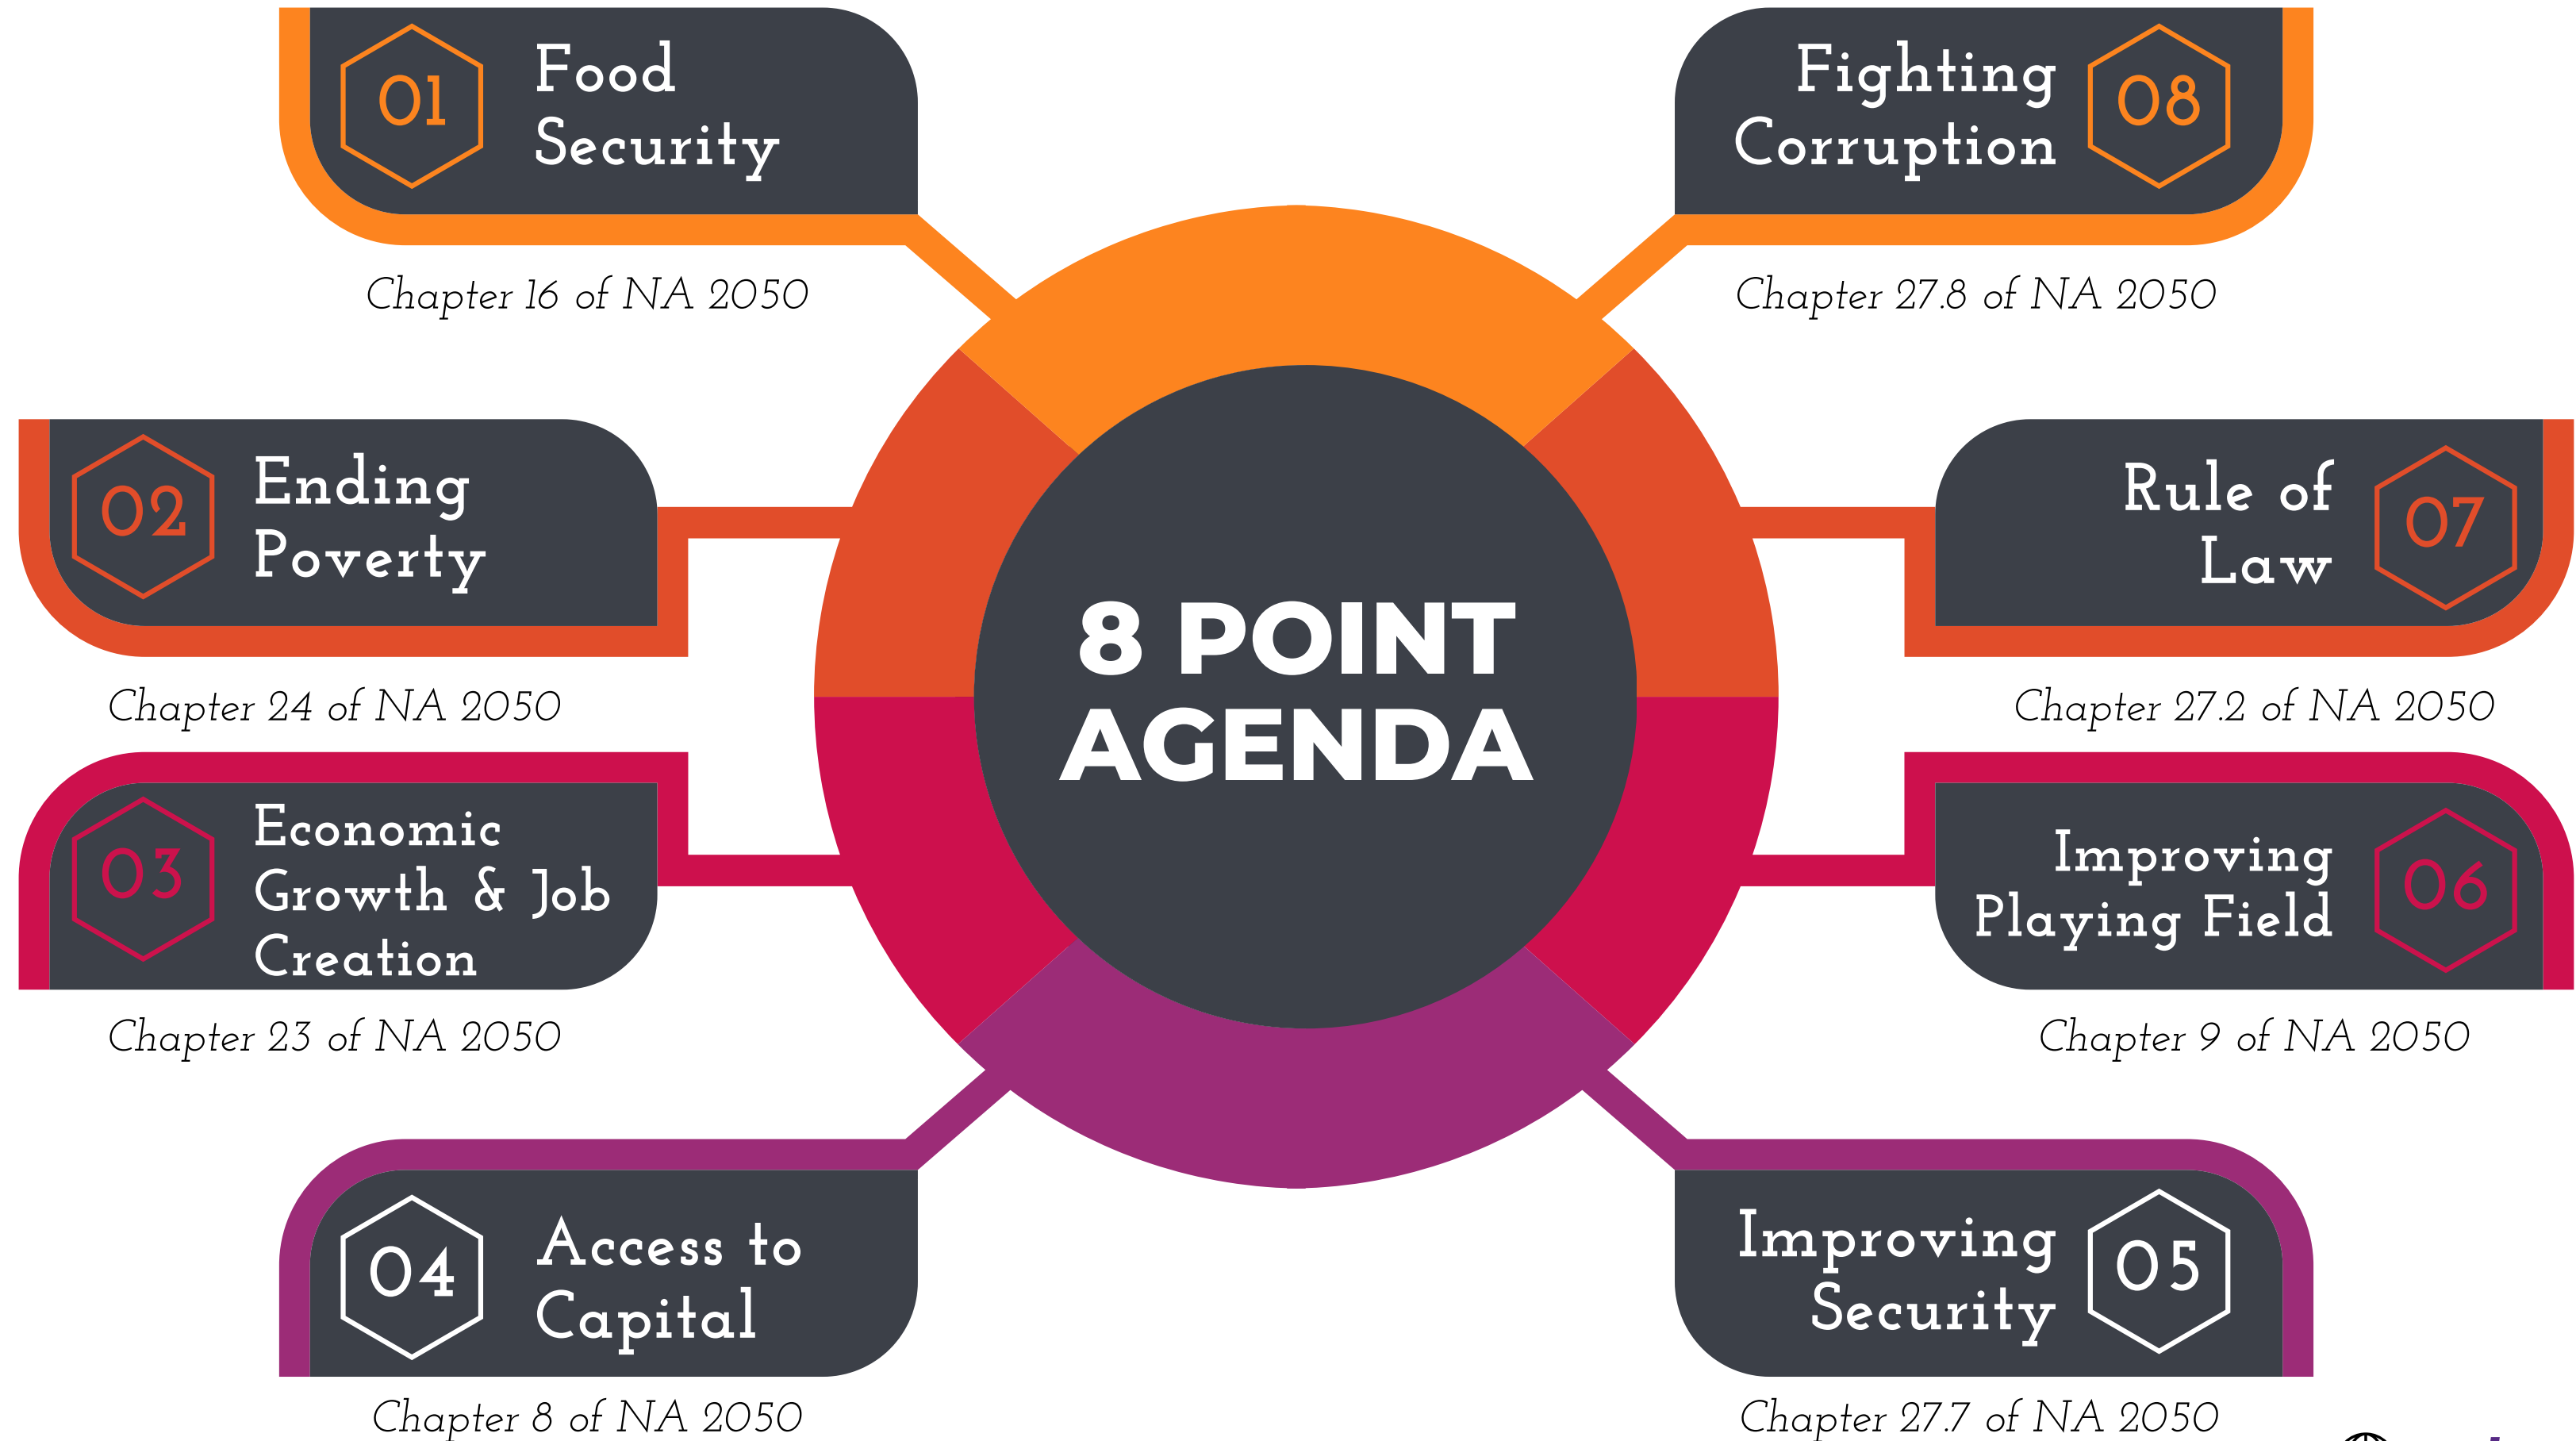 01
Food
Security
Chapter 16 of NA 2050
02
Ending
Poverty
Chapter 24 of NA 2050
03
Economic
Growth & Job
Creation
Chapter 23 of NA 2050
04
Access to
Capital
Chapter 8 of NA 2050
8 POINT
AGENDA
Fighting
Corruption
08
Chapter 27.8 of NA 2050
Rule of
Law
07
Chapter 27.2 of NA 2050
Improving
Playing Field
06
Chapter 9 of NA 2050
Improving
Security
05
Chapter 27.7 of NA 2050